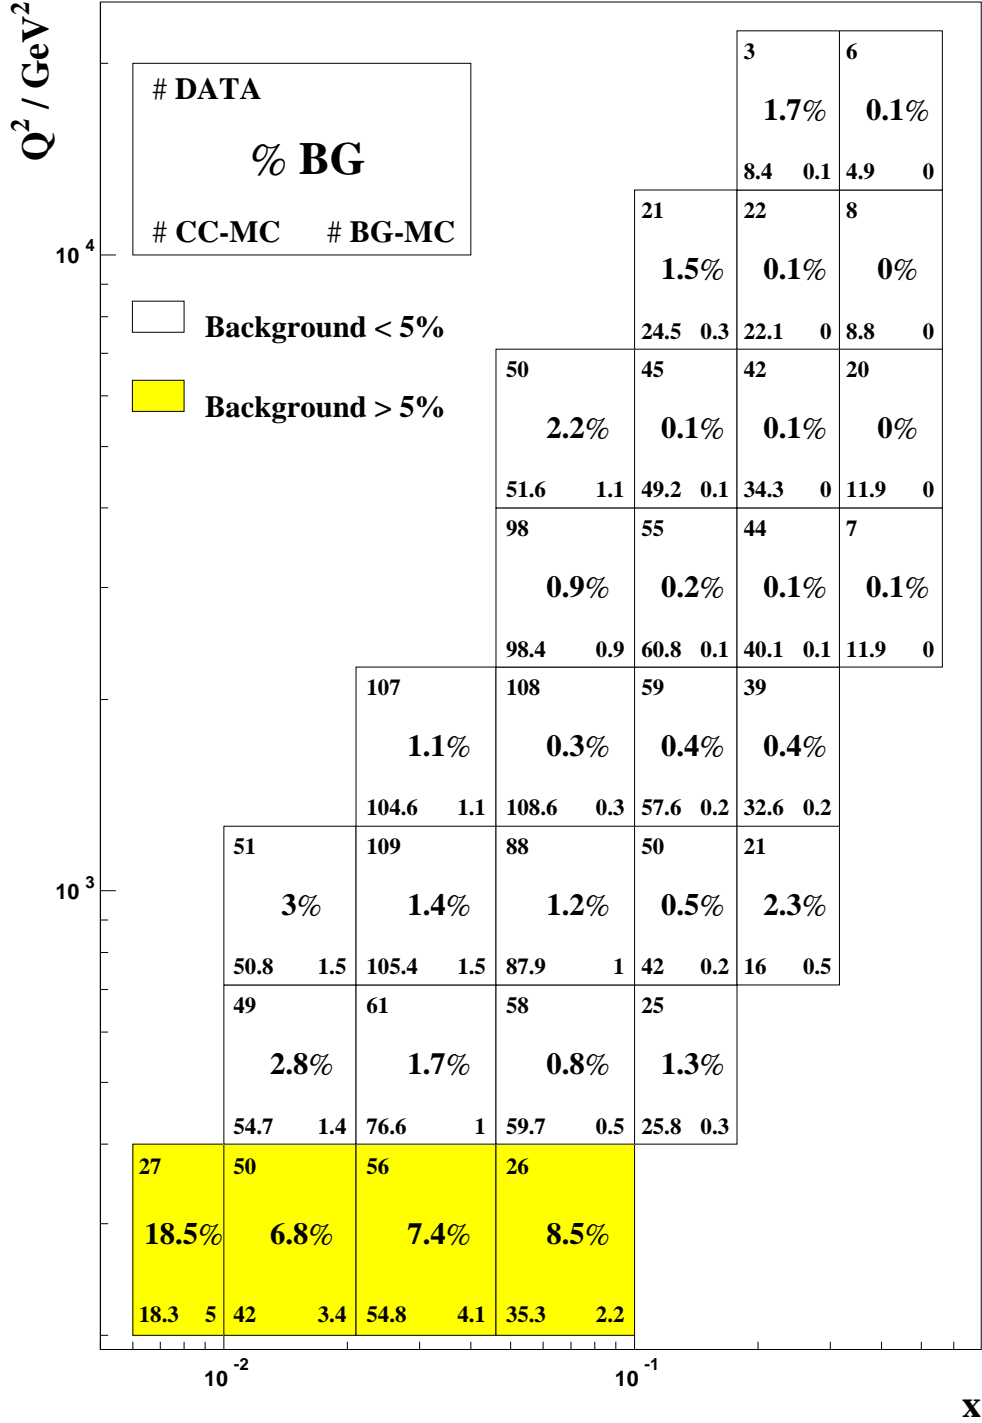 Q² / GeV²
# DATA
% BG
# CC-MC # BG-MC
Background < 5%
Background > 5%
10⁴
10³
3 6
1.7% 0.1%
8.4 0.1 4.9 0
21 22 8
1.5% 0.1% 0%
24.5 0.3 22.1 0 8.8 0
50 45 42 20
2.2% 0.1% 0.1% 0%
51.6 1.1 49.2 0.1 34.3 0 11.9 0
98 55 44 7
0.9% 0.2% 0.1% 0.1%
98.4 0.9 60.8 0.1 40.1 0.1 11.9 0
107 108 59 39
1.1% 0.3% 0.4% 0.4%
104.6 1.1 108.6 0.3 57.6 0.2 32.6 0.2
51 109 88 50 21
3% 1.4% 1.2% 0.5% 2.3%
50.8 1.5 105.4 1.5 87.9 1 42 0.2 16 0.5
49 61 58 25
2.8% 1.7% 0.8% 1.3%
54.7 1.4 76.6 1 59.7 0.5 25.8 0.3
27 50 56 26
18.5% 6.8% 7.4% 8.5%
18.3 5 42 3.4 54.8 4.1 35.3 2.2
10⁻² 10⁻¹
x